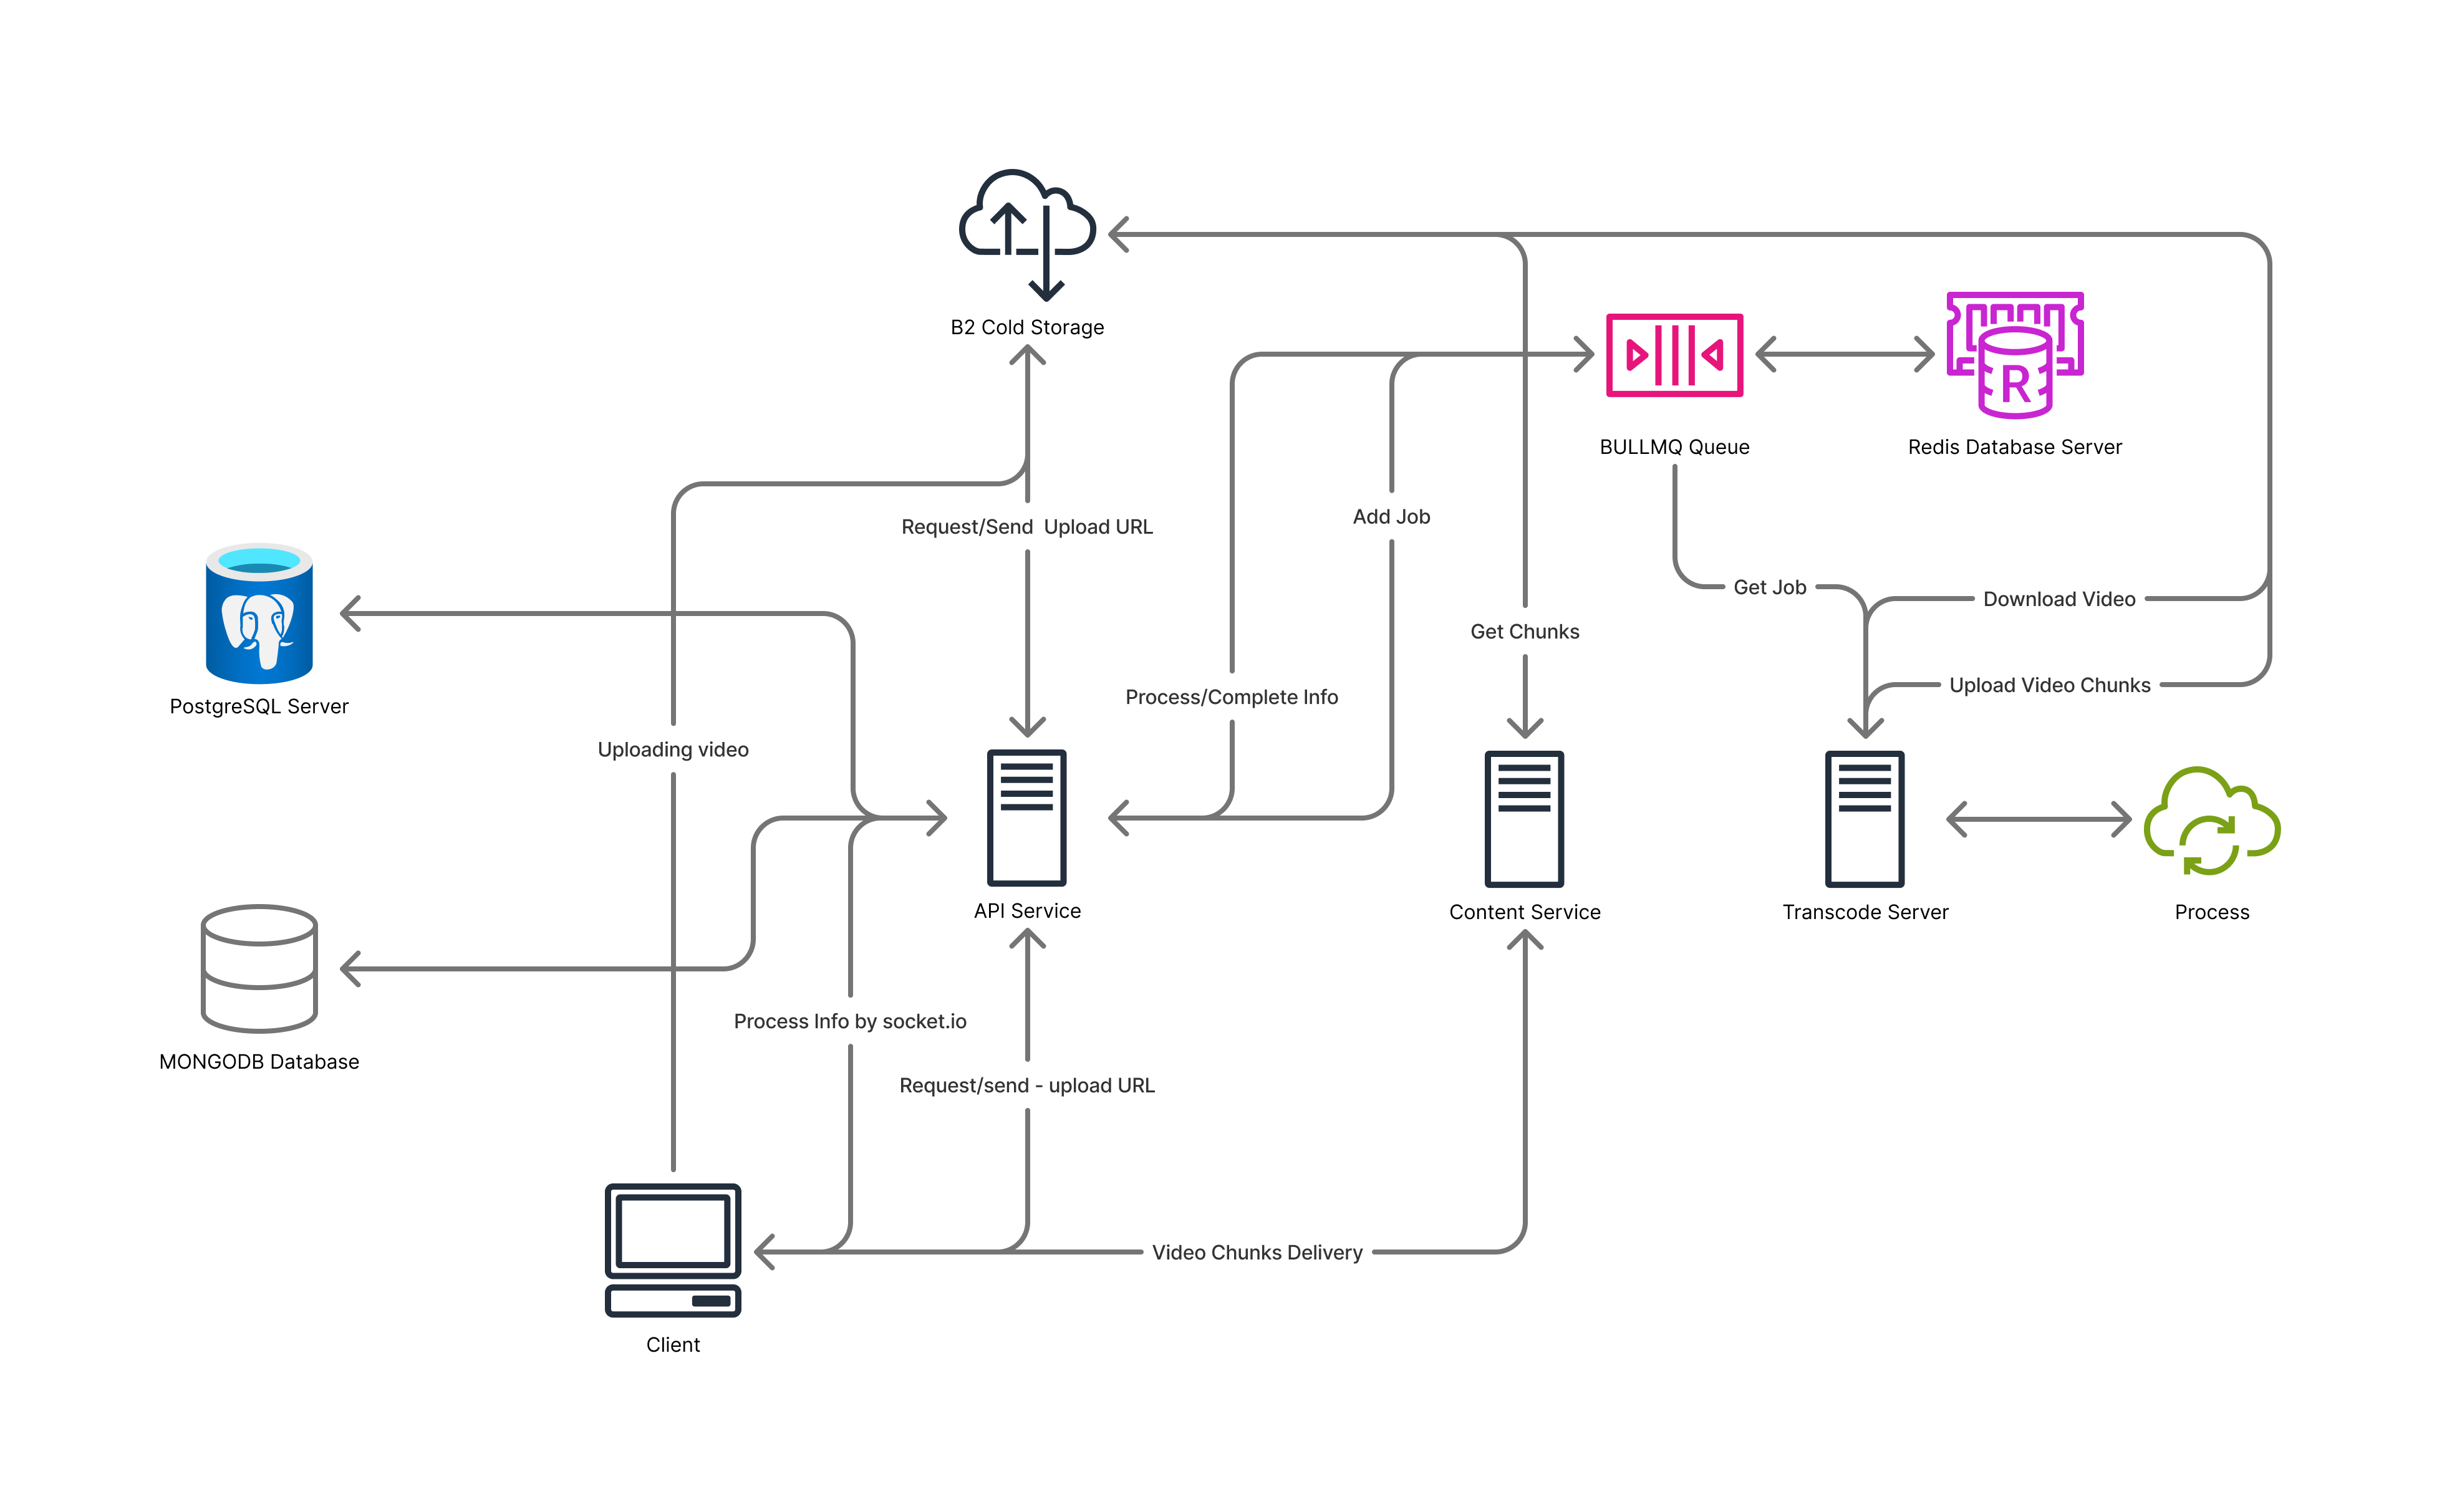 B2 Cold Storage
BULLMQ Queue
Redis Database Server
Request/Send  Upload URL
Add Job
Get Job
Download Video
Get Chunks
Upload Video Chunks
Process/Complete Info
PostgreSQL Server
Uploading video
API Service
Content Service
Transcode Server
Process
R
Process Info by socket.io
MONGODB Database
Request/send - upload URL
Video Chunks Delivery
Client